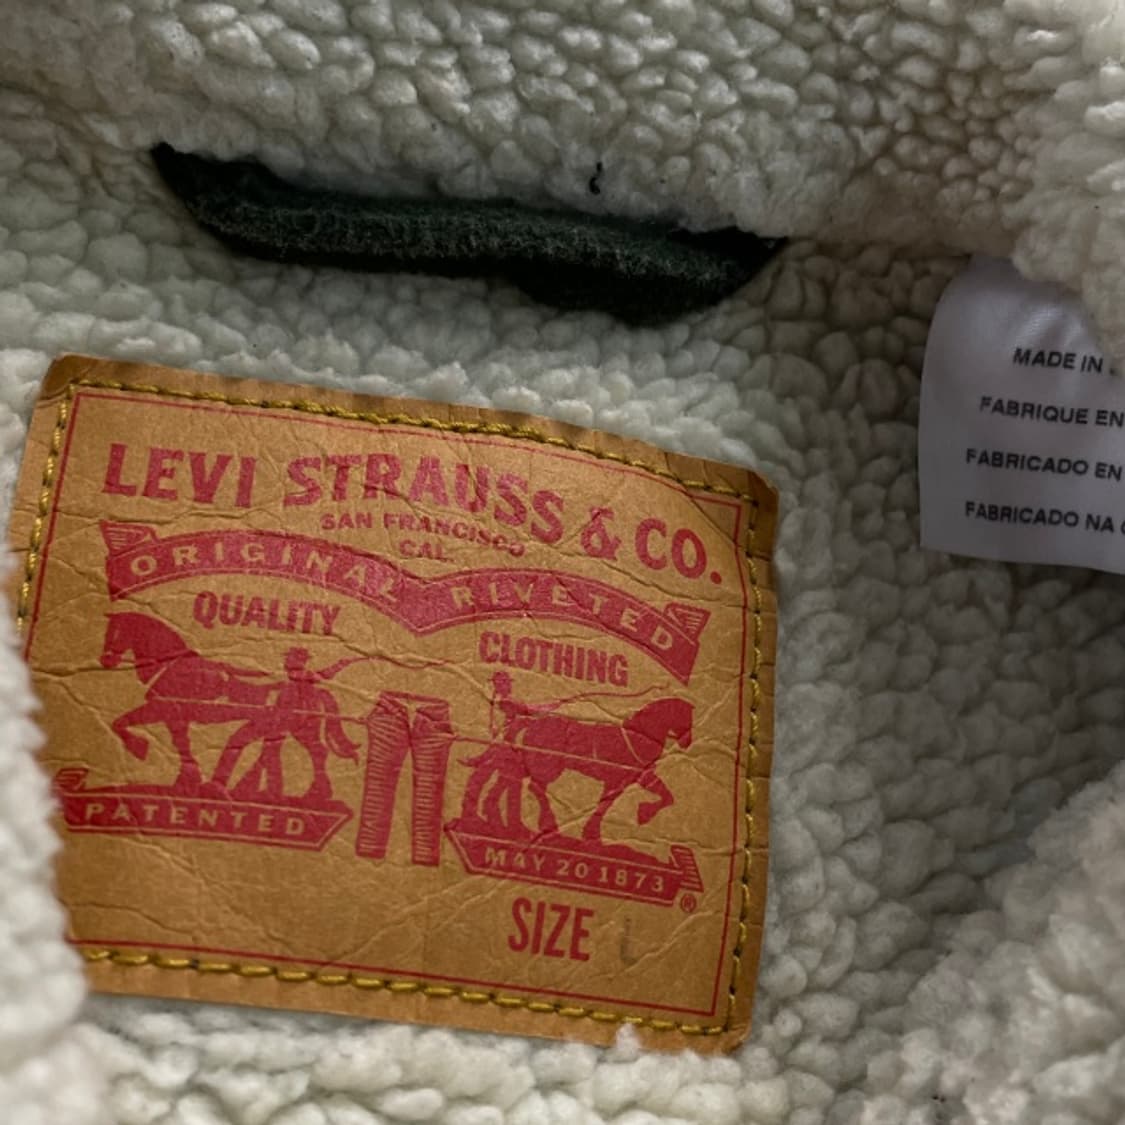 LEVI STRAUSS & CO.
SAN FRANCISCO
CAL.
ORIGINAL RIVETED
QUALITY
CLOTHING
PATENTED
MAY 20 1873
®
SIZE L
MADE IN
FABRIQUE EN
FABRICADO EN
FABRICADO NA